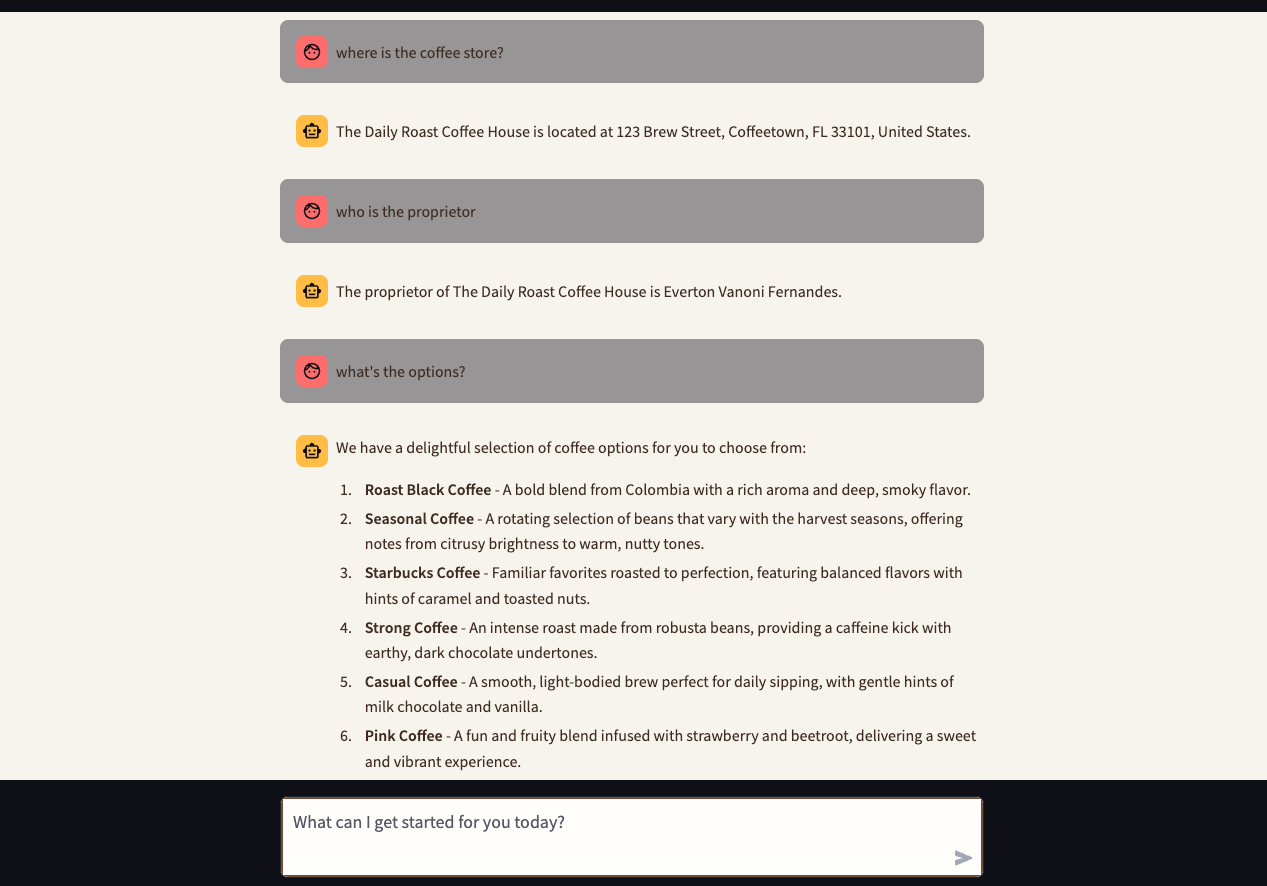 where is the coffee store?
The Daily Roast Coffee House is located at 123 Brew Street, Coffeetown, FL 33101, United States.
who is the proprietor
The proprietor of The Daily Roast Coffee House is Everton Vanoni Fernandes.
what's the options?
We have a delightful selection of coffee options for you to choose from:
1. Roast Black Coffee - A bold blend from Colombia with a rich aroma and deep, smoky flavor.
2. Seasonal Coffee - A rotating selection of beans that vary with the harvest seasons, offering
notes from citrusy brightness to warm, nutty tones.
3. Starbucks Coffee - Familiar favorites roasted to perfection, featuring balanced flavors with
hints of caramel and toasted nuts.
4. Strong Coffee - An intense roast made from robusta beans, providing a caffeine kick with
earthy, dark chocolate undertones.
5. Casual Coffee - A smooth, light-bodied brew perfect for daily sipping, with gentle hints of
milk chocolate and vanilla.
6. Pink Coffee - A fun and fruity blend infused with strawberry and beetroot, delivering a sweet
and vibrant experience.
What can I get started for you today?